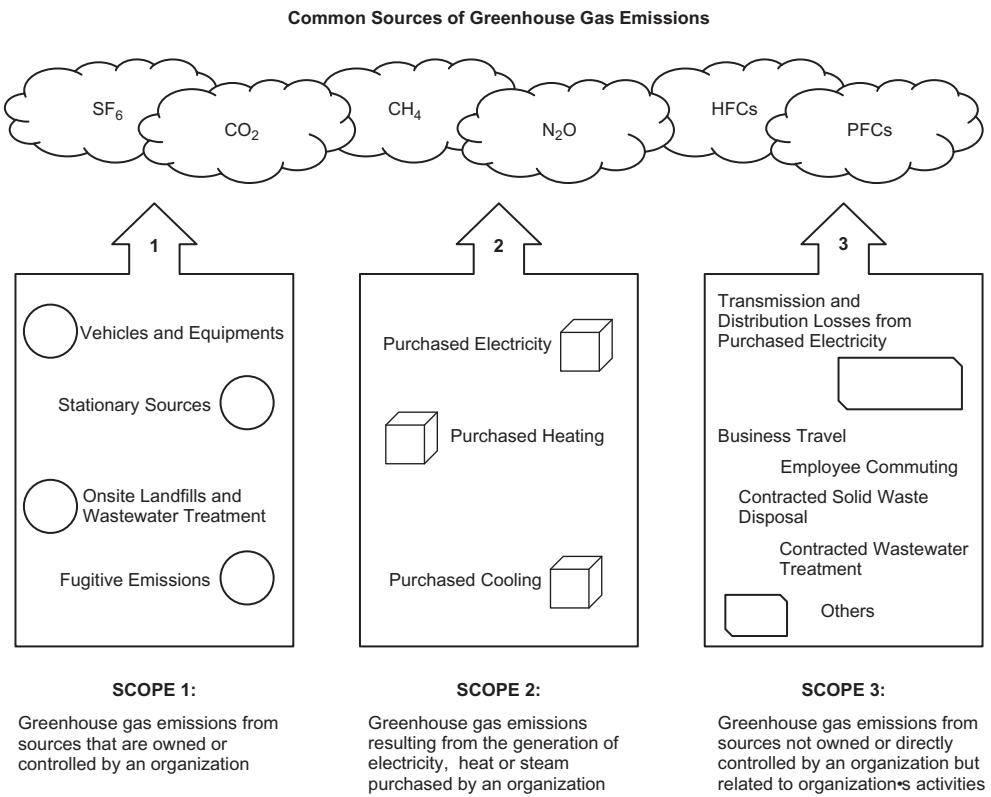 Common Sources of Greenhouse Gas Emissions
SF6
CO2
CH4
N2O
HFCs
PFCs
1
2
3
Vehicles and Equipments
Stationary Sources
Onsite Landfills and
Wastewater Treatment
Fugitive Emissions
Purchased Electricity
Purchased Heating
Purchased Cooling
Transmission and
Distribution Losses from
Purchased Electricity
Business Travel
Employee Commuting
Contracted Solid Waste
Disposal
Contracted Wastewater
Treatment
Others
SCOPE 1:
Greenhouse gas emissions from
sources that are owned or
controlled by an organization
SCOPE 2:
Greenhouse gas emissions
resulting from the generation of
electricity, heat or steam
purchased by an organization
SCOPE 3:
Greenhouse gas emissions from
sources not owned or directly
controlled by an organization but
related to organization•s activities